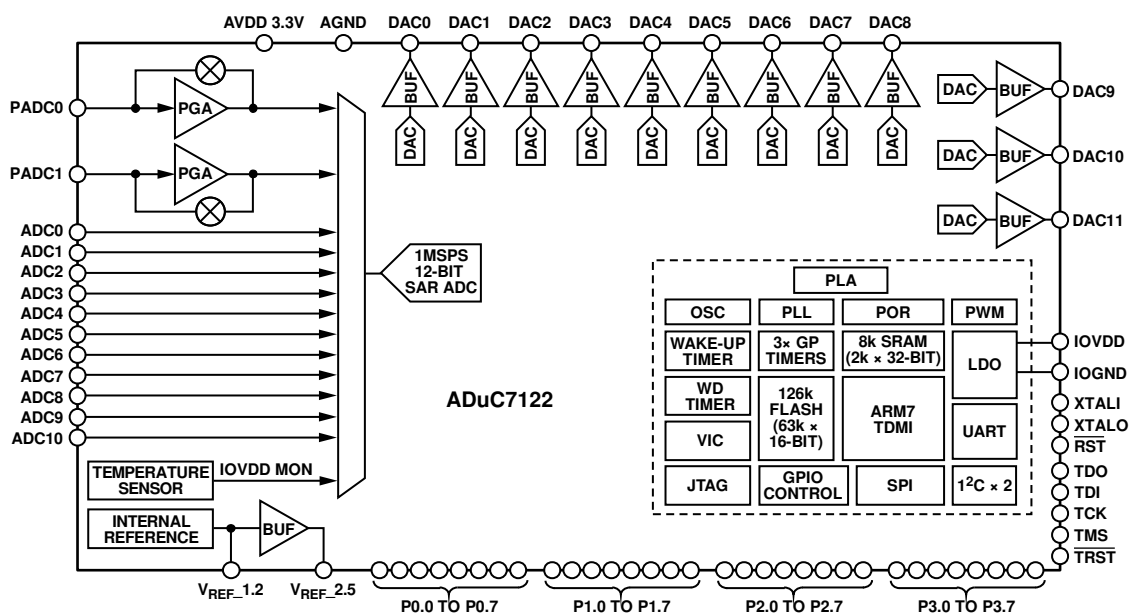 AVDD 3.3V AGND DAC0 DAC1 DAC2 DAC3 DAC4 DAC5 DAC6 DAC7 DAC8
BUF BUF BUF BUF BUF BUF BUF BUF BUF
DAC DAC DAC DAC DAC DAC DAC DAC DAC
PADC0
PGA
PADC1
PGA
DAC BUF DAC9
DAC BUF DAC10
DAC BUF DAC11
ADC0
ADC1
ADC2
ADC3
ADC4
ADC5
ADC6
ADC7
ADC8
ADC9
ADC10
1MSPS
12-BIT
SAR ADC
TEMPERATURE
SENSOR
IOVDD MON
INTERNAL
REFERENCE
BUF
ADuC7122
PLA
OSC PLL POR PWM
WAKE-UP
TIMER
3× GP
TIMERS
8k SRAM
(2k × 32-BIT)
LDO
WD
TIMER
126k
FLASH
(63k ×
16-BIT)
ARM7
TDMI
VIC
UART
JTAG
GPIO
CONTROL
SPI
1²C × 2
IOVDD
IOGND
XTALI
XTALO
RST
TDO
TDI
TCK
TMS
TRST
VREF_1.2 VREF_2.5 P0.0 TO P0.7 P1.0 TO P1.7 P2.0 TO P2.7 P3.0 TO P3.7